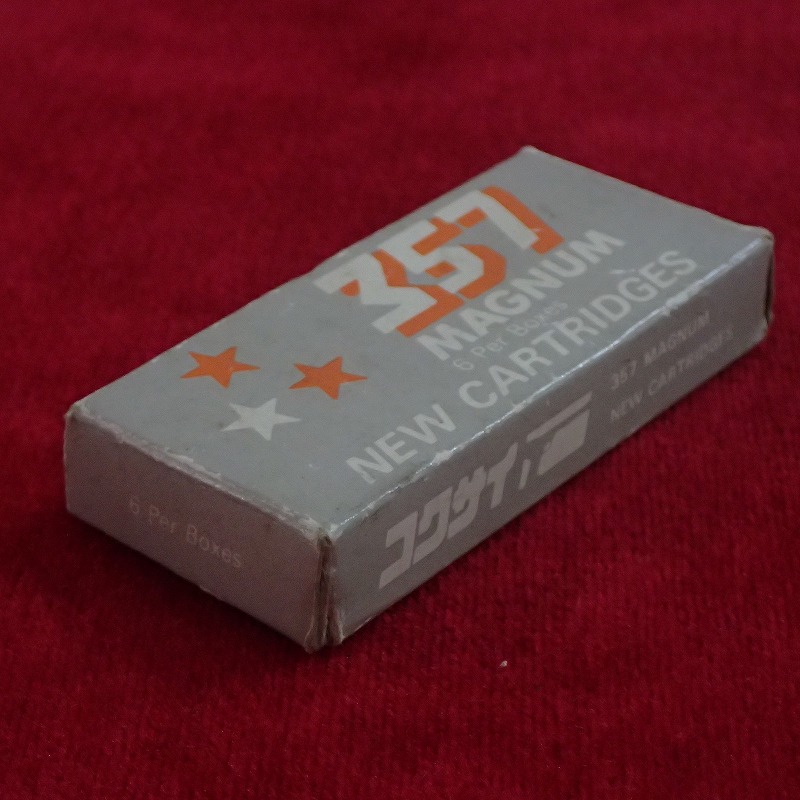 357
MAGNUM
6 Per Boxes
NEW CARTRIDGES
コクサイ
357 MAGNUM
NEW CARTRIDGES
6 Per Boxes